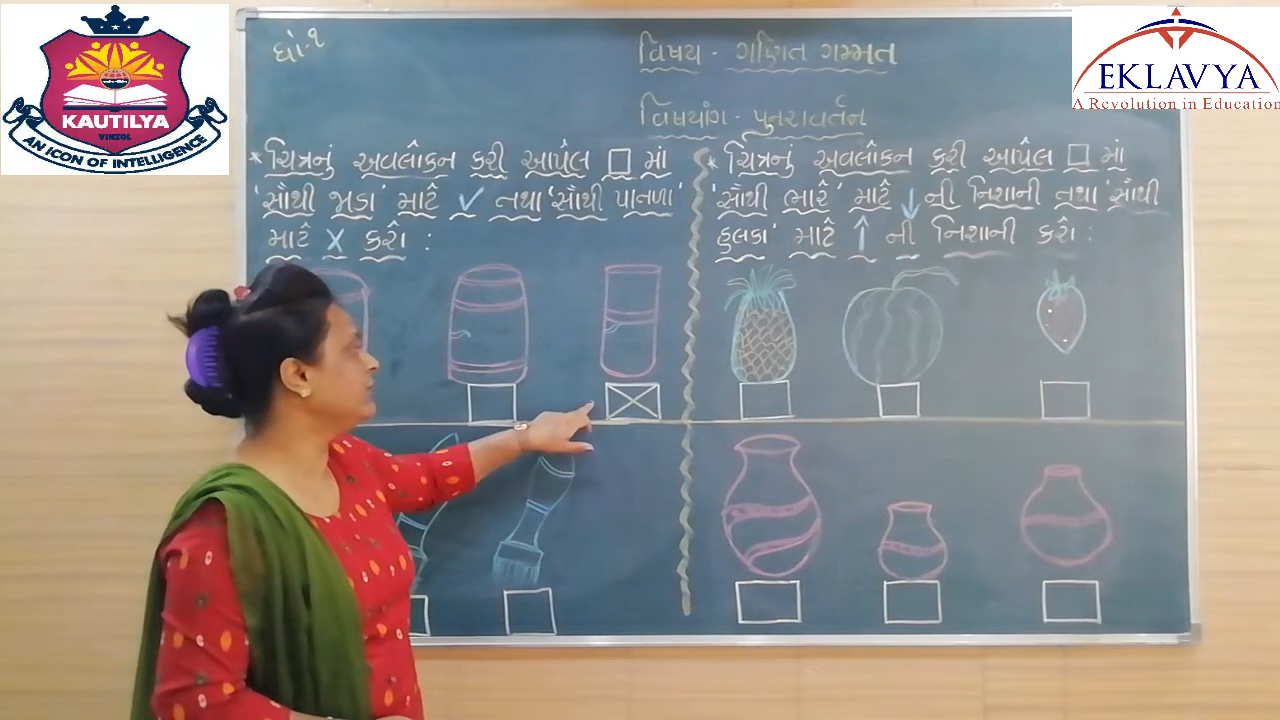 KAUTILYA
VINZOL
AN ICON OF INTELLIGENCE
EKLAVYA
A Revolution in Education
ધો.૧
વિષય - ગણિત ગમ્મત
વિષયાંગ - પુનરાવર્તન
* ચિત્રનું અવલોકન કરી આપેલ □ માં
'સૌથી જાડા' માટે ✓ તથા 'સૌથી પાતળા'
માટે X કરો :
* ચિત્રનું અવલોકન કરી આપેલ □ માં
'સૌથી ભારે' માટે ↓ ની નિશાની તથા 'સૌથી
હલકા' માટે ↑ ની નિશાની કરો :